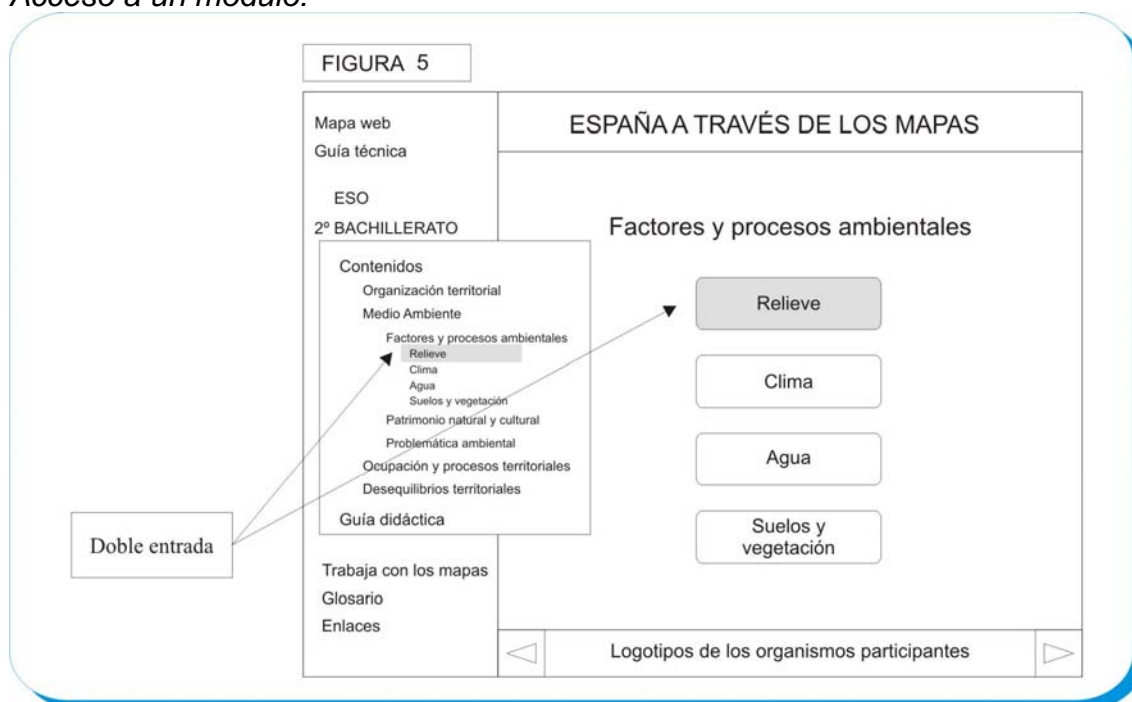 Acceso a un módulo.
FIGURA 5
Mapa web
Guía técnica
ESO
2º BACHILLERATO
Contenidos
Organización territorial
Medio Ambiente
Factores y procesos ambientales
Relieve
Clima
Agua
Suelos y vegetación
Patrimonio natural y cultural
Problemática ambiental
Ocupación y procesos territoriales
Desequilibrios territoriales
Guía didáctica
Trabaja con los mapas
Glosario
Enlaces
Doble entrada
ESPAÑA A TRAVÉS DE LOS MAPAS
Factores y procesos ambientales
Relieve
Clima
Agua
Suelos y
vegetación
Logotipos de los organismos participantes